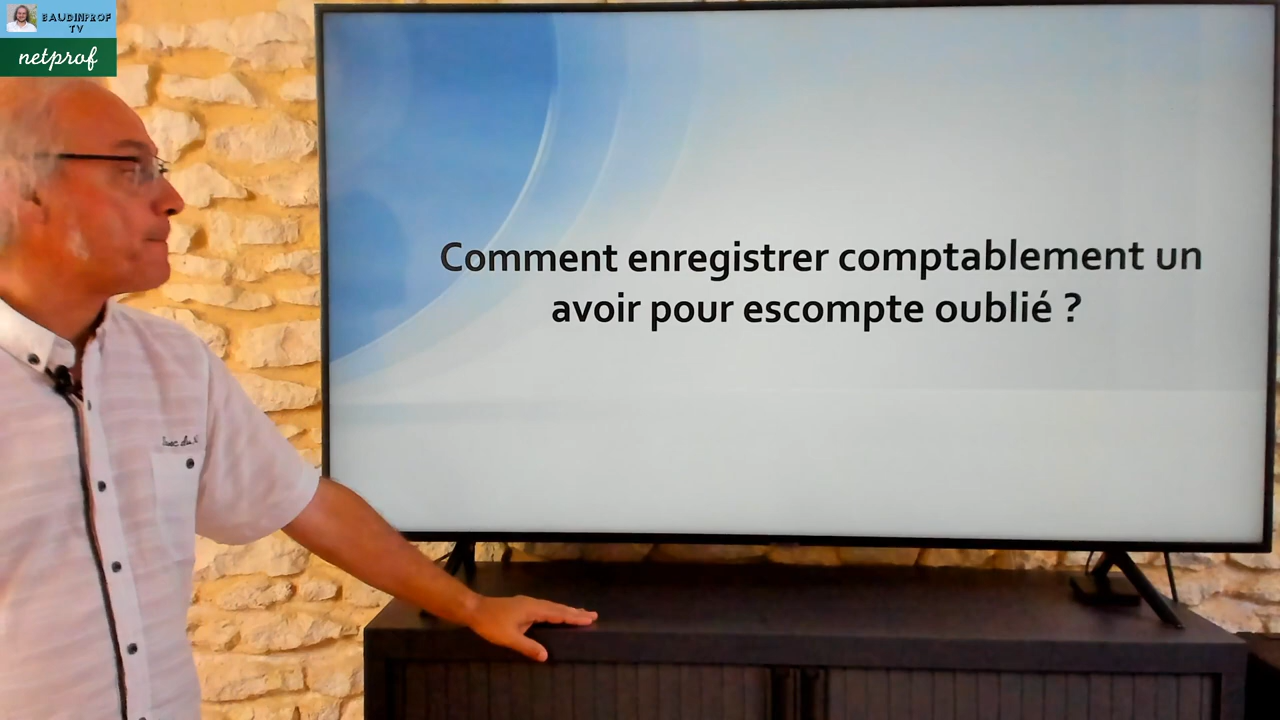 BAUDINPROF
TV
netprof
Comment enregistrer comptablement un
avoir pour escompte oublié ?